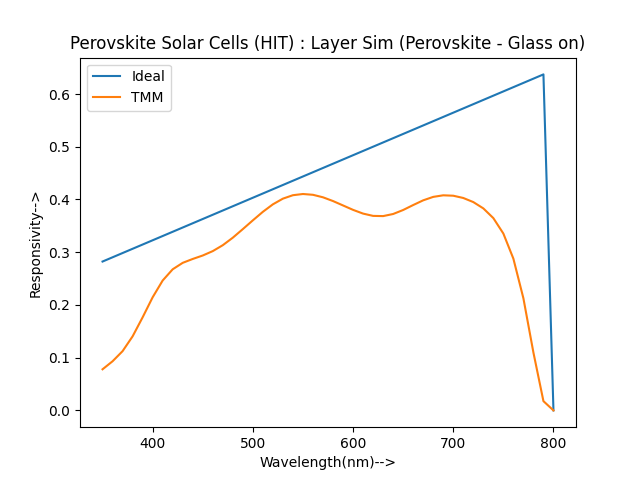 Perovskite Solar Cells (HIT) : Layer Sim (Perovskite - Glass on)
Ideal
TMM
0.6
0.5
0.4
0.3
0.2
0.1
0.0
Responsivity-->
400 500 600 700 800
Wavelength(nm)-->